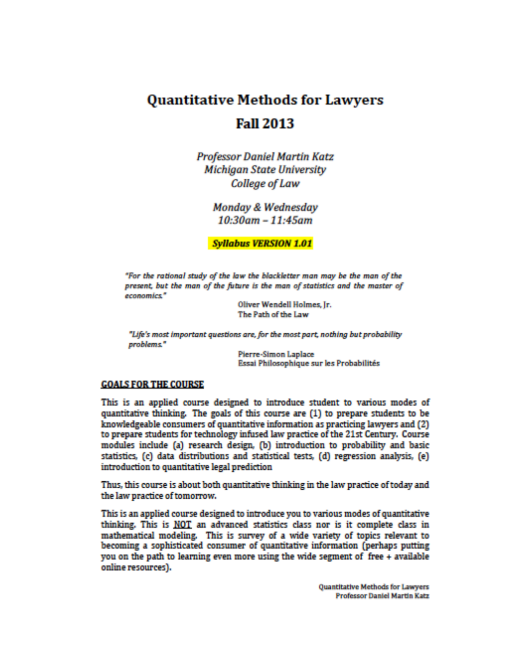 Quantitative Methods for Lawyers
Fall 2013
Professor Daniel Martin Katz
Michigan State University
College of Law
Monday & Wednesday
10:30am – 11:45am
Syllabus VERSION 1.01
"For the rational study of the law the blackletter man may be the man of the
present, but the man of the future is the man of statistics and the master of
economics."
Oliver Wendell Holmes, Jr.
The Path of the Law
"Life's most important questions are, for the most part, nothing but probability
problems."
Pierre-Simon Laplace
Essai Philosophique sur les Probabilités
GOALS FOR THE COURSE
This is an applied course designed to introduce student to various modes of
quantitative thinking. The goals of this course are (1) to prepare students to be
knowledgeable consumers of quantitative information as practicing lawyers and (2)
to prepare students for technology infused law practice of the 21st Century. Course
modules include (a) research design, (b) introduction to probability and basic
statistics, (c) data distributions and statistical tests, (d) regression analysis, (e)
introduction to quantitative legal prediction
Thus, this course is about both quantitative thinking in the law practice of today and
the law practice of tomorrow.
This is an applied course designed to introduce you to various modes of quantitative
thinking. This is NOT an advanced statistics class nor is it complete class in
mathematical modeling. This is survey of a wide variety of topics relevant to
becoming a sophisticated consumer of quantitative information (perhaps putting
you on the path to learning even more using the wide segment of free + available
online resources).
Quantitative Methods for Lawyers
Professor Daniel Martin Katz